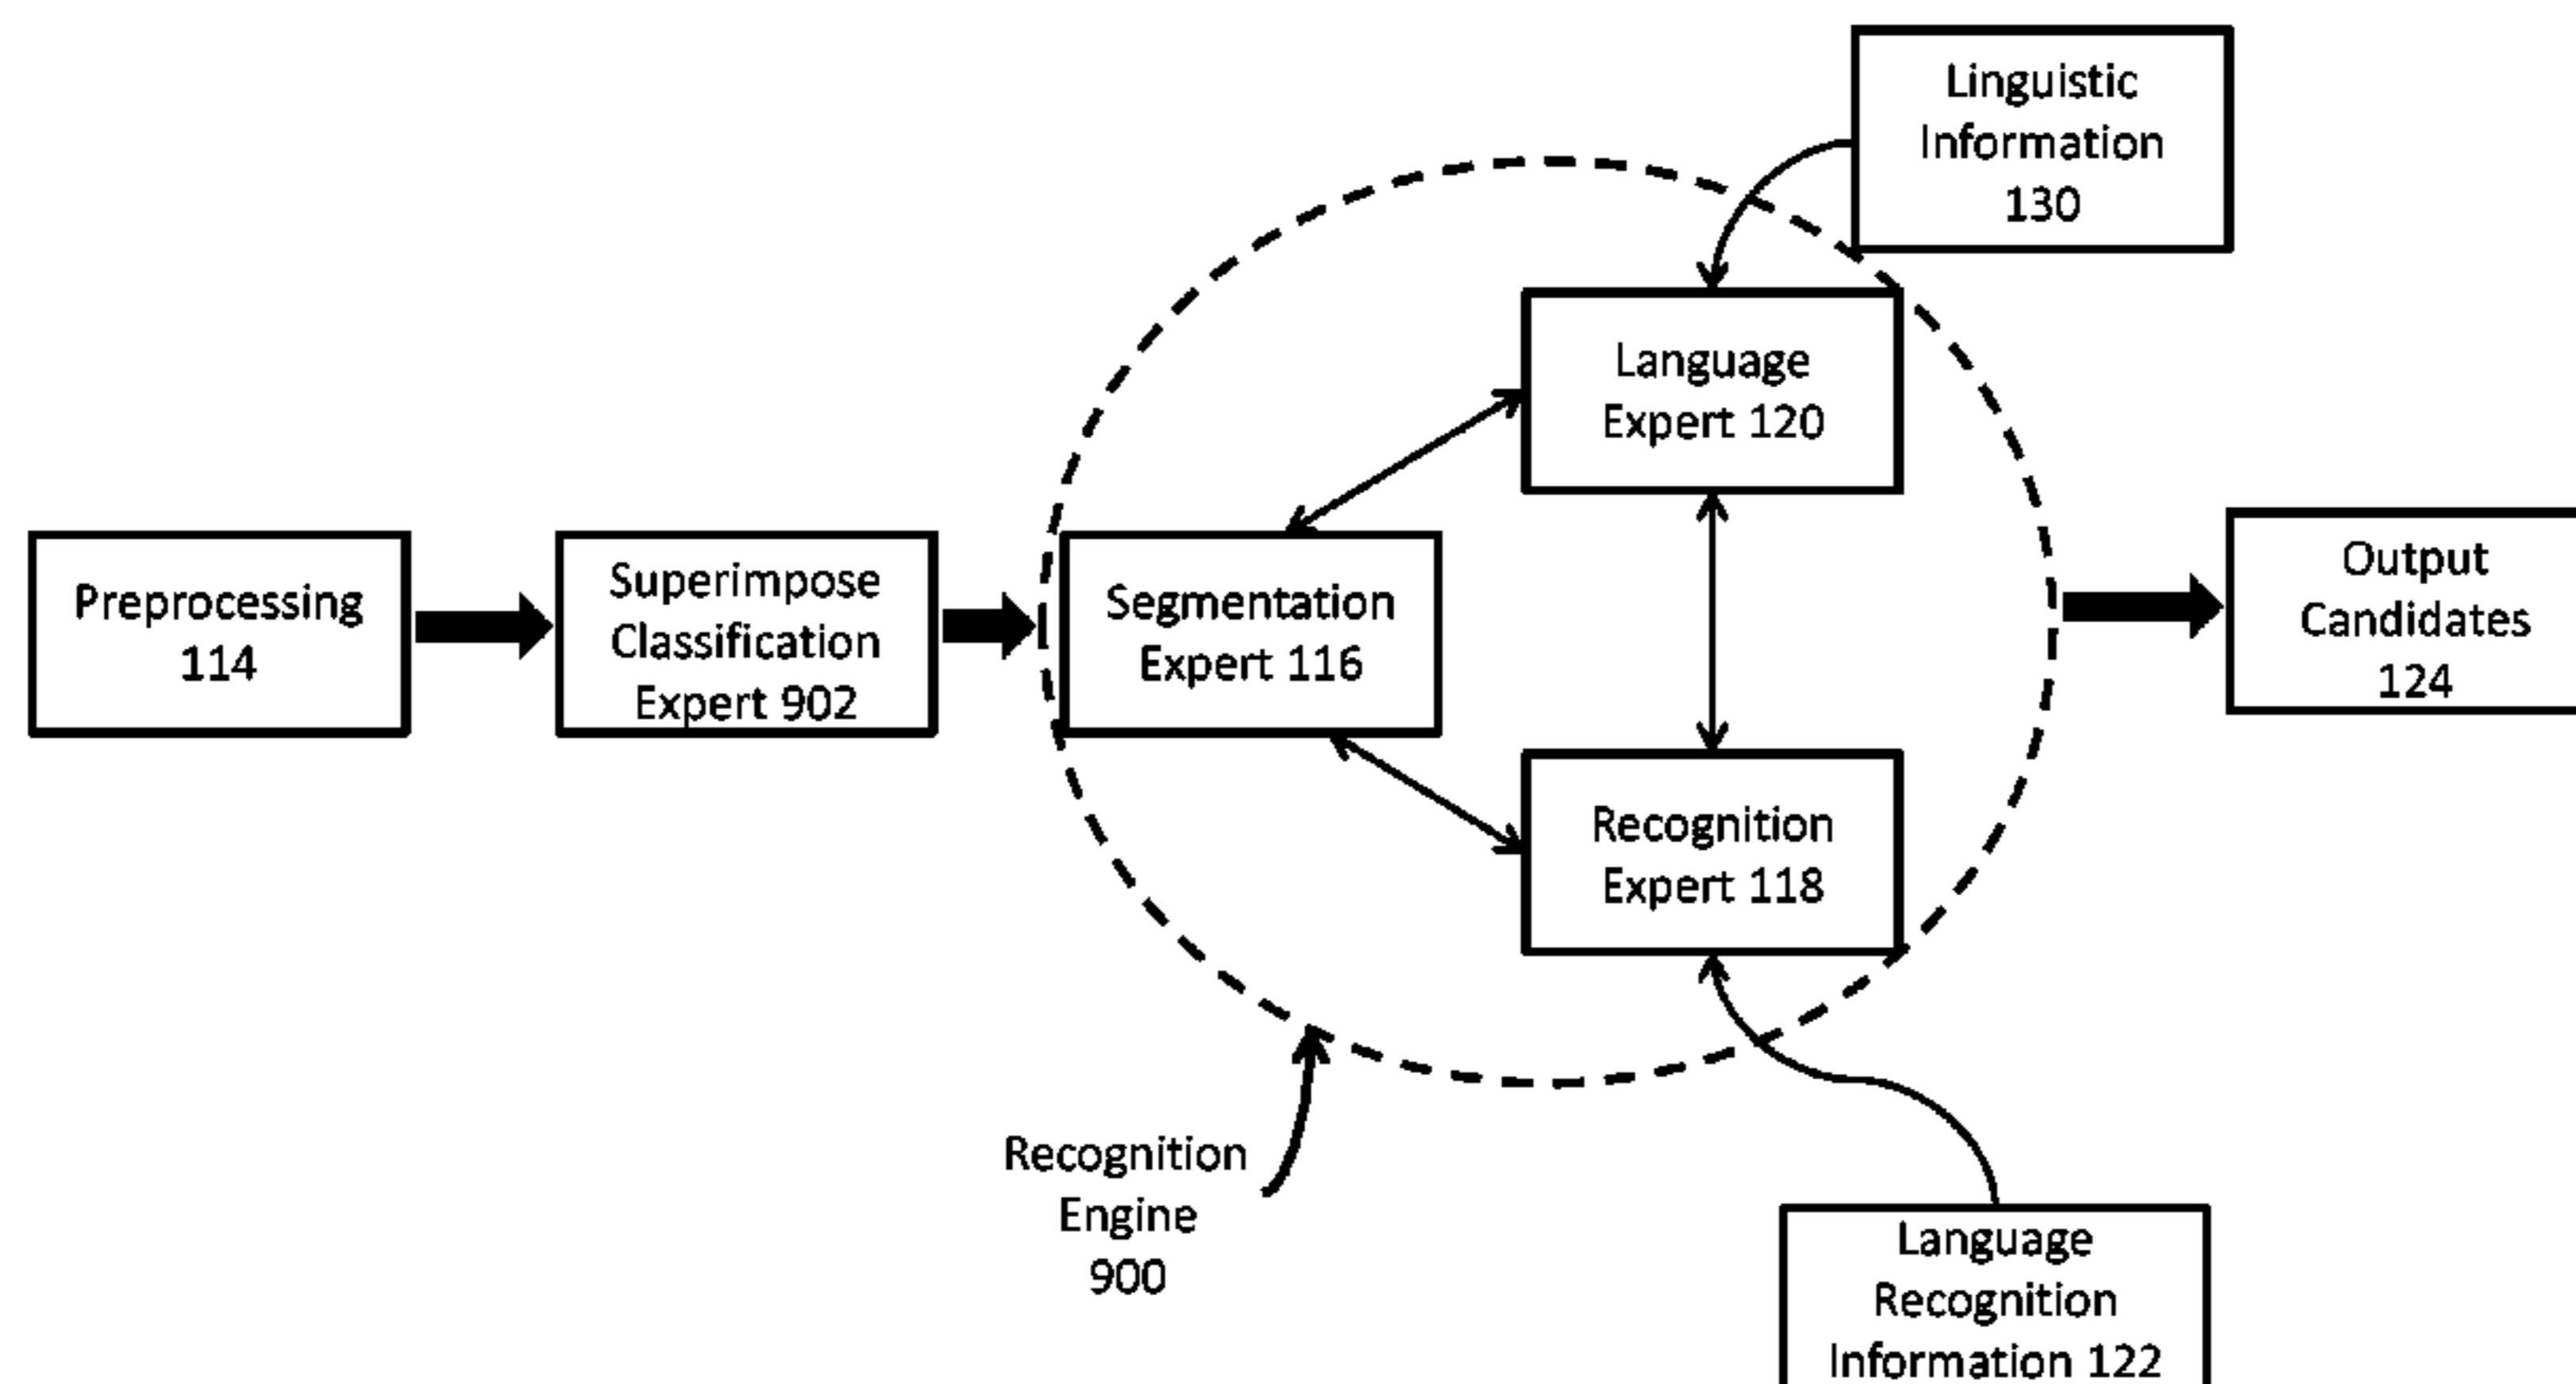 Linguistic
Information
130
Language
Expert 120
Preprocessing
114
Superimpose
Classification
Expert 902
Segmentation
Expert 116
Output
Candidates
124
Recognition
Expert 118
Recognition
Engine
900
Language
Recognition
Information 122